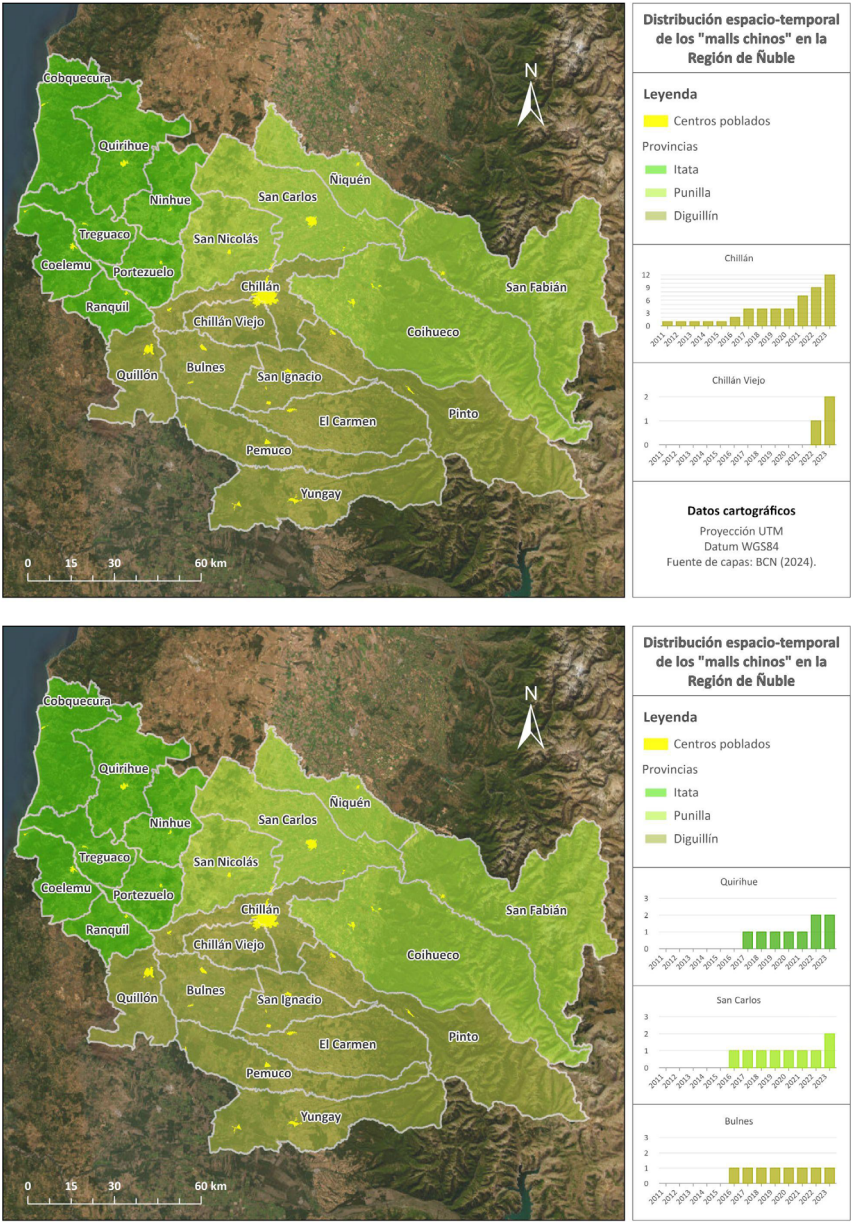 Cobquecura
Quirihue
Ninhue
Treguaco
Coelemu
Portezuelo
Ranquil
Ñiquén
San Carlos
San Nicolás
San Fabián
Chillán
Chillán Viejo
Coihueco
Quillón
Bulnes
San Ignacio
El Carmen
Pinto
Pemuco
Yungay
N
0 15 30 60 km
Distribución espacio-temporal
de los "malls chinos" en la
Región de Ñuble
Leyenda
Centros poblados
Provincias
Itata
Punilla
Diguillín
Chillán
12
9
6
3
0
2011 2012 2013 2014 2015 2016 2017 2018 2019 2020 2021 2022 2023
Chillán Viejo
2
1
0
2011 2012 2013 2014 2015 2016 2017 2018 2019 2020 2021 2022 2023
Datos cartográficos
Proyección UTM
Datum WGS84
Fuente de capas: BCN (2024).
Cobquecura
Quirihue
Ninhue
Treguaco
Coelemu
Portezuelo
Ranquil
Ñiquén
San Carlos
San Nicolás
San Fabián
Chillán
Chillán Viejo
Coihueco
Quillón
Bulnes
San Ignacio
El Carmen
Pinto
Pemuco
Yungay
N
0 15 30 60 km
Distribución espacio-temporal
de los "malls chinos" en la
Región de Ñuble
Leyenda
Centros poblados
Provincias
Itata
Punilla
Diguillín
Quirihue
3
2
1
0
2011 2012 2013 2014 2015 2016 2017 2018 2019 2020 2021 2022 2023
San Carlos
3
2
1
0
2011 2012 2013 2014 2015 2016 2017 2018 2019 2020 2021 2022 2023
Bulnes
3
2
1
0
2011 2012 2013 2014 2015 2016 2017 2018 2019 2020 2021 2022 2023